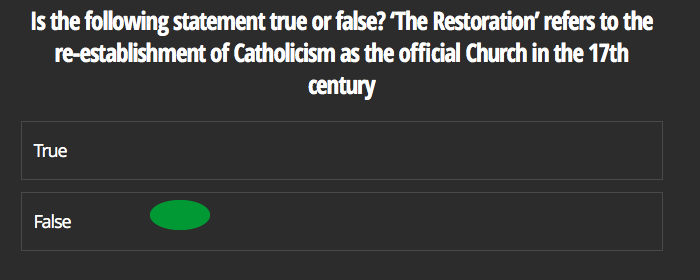 Is the following statement true or false? ‘The Restoration’ refers to the
re-establishment of Catholicism as the official Church in the 17th
century
True
False